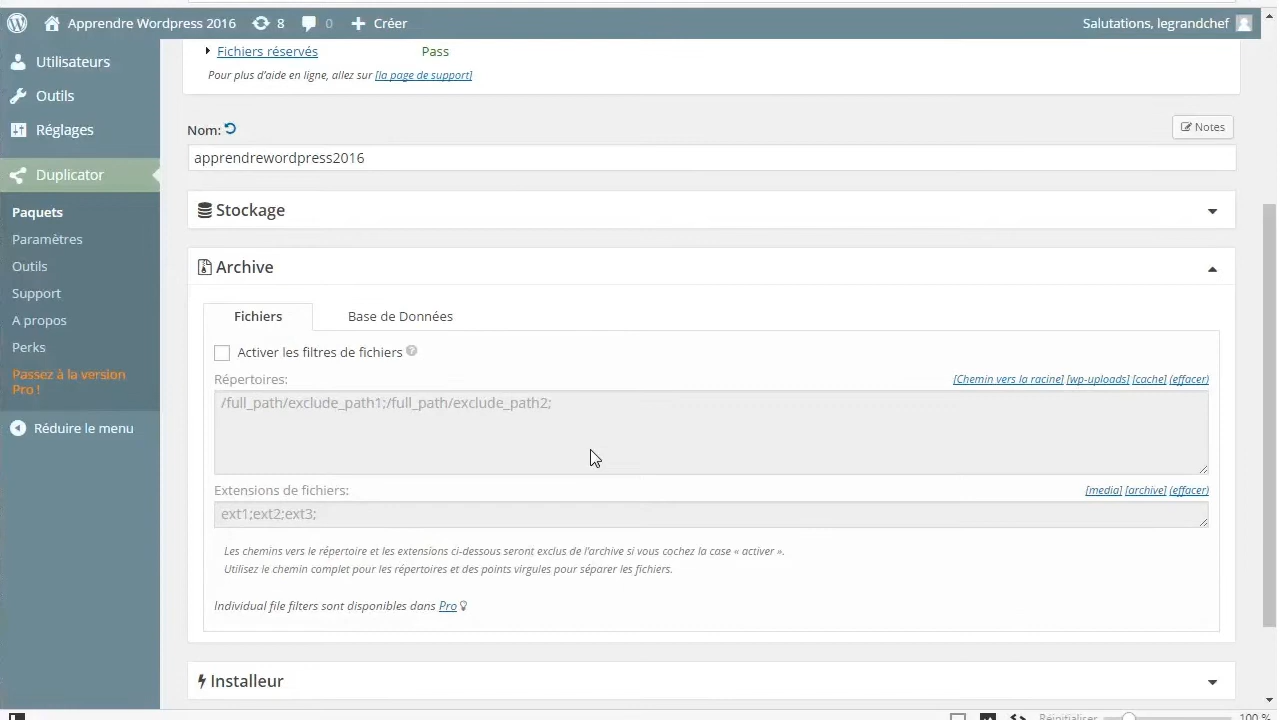 Apprendre Wordpress 2016 8 0 Créer Salutations, legrandchef
Utilisateurs
Outils
Réglages
Duplicator
Paquets
Paramètres
Outils
Support
A propos
Perks
Passez à la version
Pro !
Réduire le menu
Fichiers réservés Pass
Pour plus d'aide en ligne, allez sur [la page de support]
Nom: Notes
apprendrewordpress2016
Stockage
Archive
Fichiers Base de Données
Activer les filtres de fichiers
Répertoires: [Chemin vers la racine] [wp-uploads] [cache] (effacer)
/full_path/exclude_path1;/full_path/exclude_path2;
Extensions de fichiers: [media] [archive] (effacer)
ext1;ext2;ext3;
Les chemins vers le répertoire et les extensions ci-dessous seront exclus de l'archive si vous cochez la case « activer ».
Utilisez le chemin complet pour les répertoires et des points virgules pour séparer les fichiers.
Individual file filters sont disponibles dans Pro
Installeur
Réinitialiser 100 %